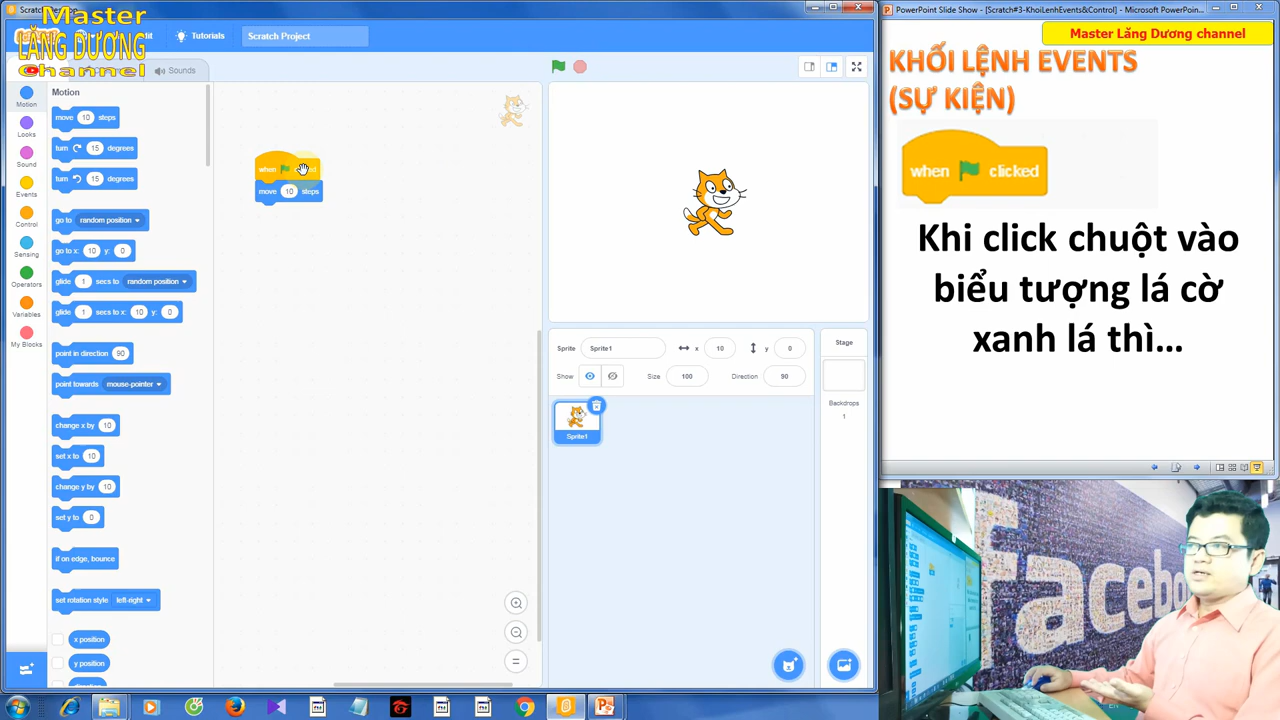 Master
LĂNG DƯƠNG
Channel
Tutorials
Scratch Project
Sounds
Motion
Motion
Looks
Sound
Events
Control
Sensing
Operators
Variables
My Blocks
move 10 steps
turn 15 degrees
turn 15 degrees
go to random position
go to x: 10 y: 0
glide 1 secs to random position
glide 1 secs to x: 10 y: 0
point in direction 90
point towards mouse-pointer
change x by 10
set x to 10
change y by 10
set y to 0
if on edge, bounce
set rotation style left-right
x position
y position
when
move 10 steps
Sprite Sprite1 x 10 y 0
Show Size 100 Direction 90
Sprite1
Stage
Backdrops
1
PowerPoint Slide Show - [Scratch#3-KhoiLenhEvents&Control] - Microsoft PowerPoin...
Master Lăng Dương channel
KHỐI LỆNH EVENTS
(SỰ KIỆN)
when clicked
Khi click chuột vào
biểu tượng lá cờ
xanh lá thì...
Facebo
EN